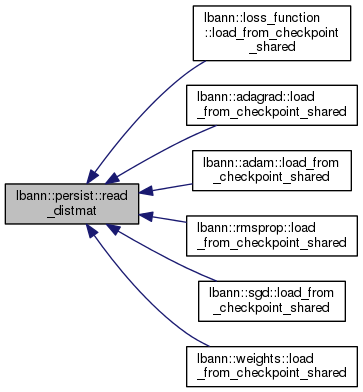 lbann::loss_function
::load_from_checkpoint
_shared
lbann::adagrad::load
_from_checkpoint_shared
lbann::adam::load_from
_checkpoint_shared
lbann::persist::read
_distmat
lbann::rmsprop::load
_from_checkpoint_shared
lbann::sgd::load_from
_checkpoint_shared
lbann::weights::load
_from_checkpoint_shared